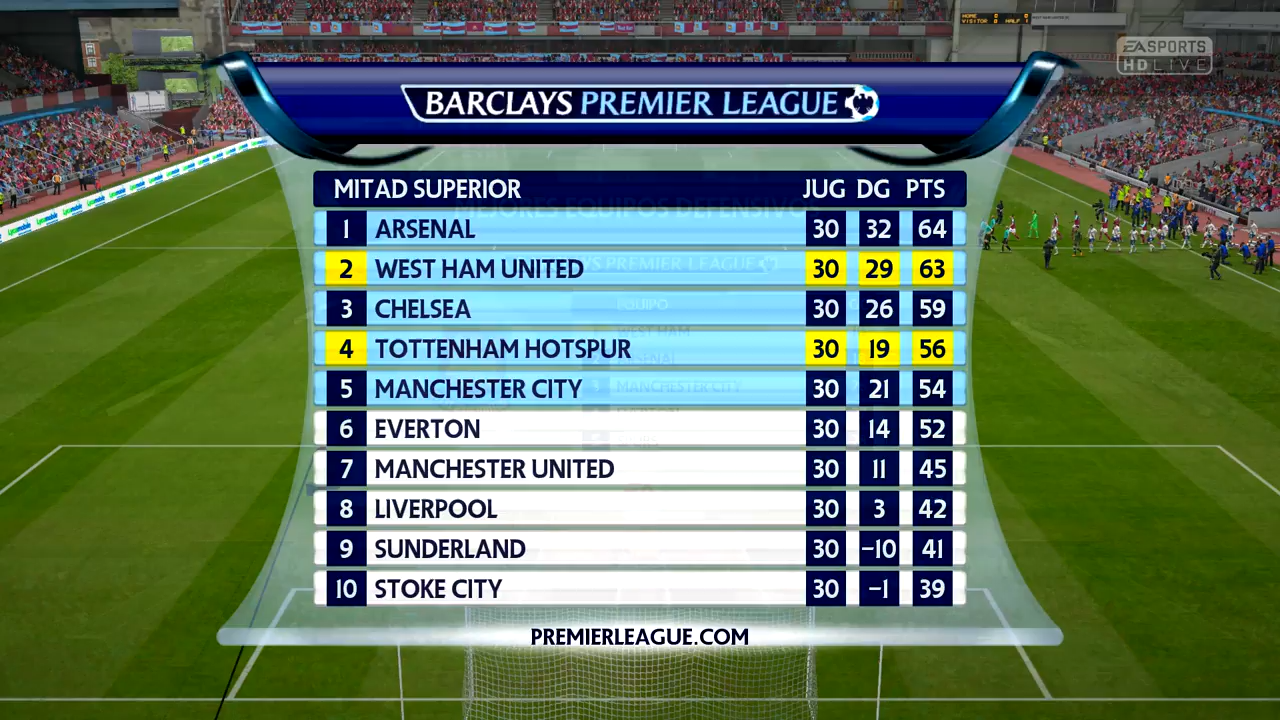 HOME
VISITOR HALF
EA SPORTS
HD LIVE
BARCLAYS PREMIER LEAGUE
MITAD SUPERIOR JUG DG PTS
1 ARSENAL 30 32 64
2 WEST HAM UNITED 30 29 63
3 CHELSEA 30 26 59
4 TOTTENHAM HOTSPUR 30 19 56
5 MANCHESTER CITY 30 21 54
6 EVERTON 30 14 52
7 MANCHESTER UNITED 30 11 45
8 LIVERPOOL 30 3 42
9 SUNDERLAND 30 -10 41
10 STOKE CITY 30 -1 39
PREMIERLEAGUE.COM